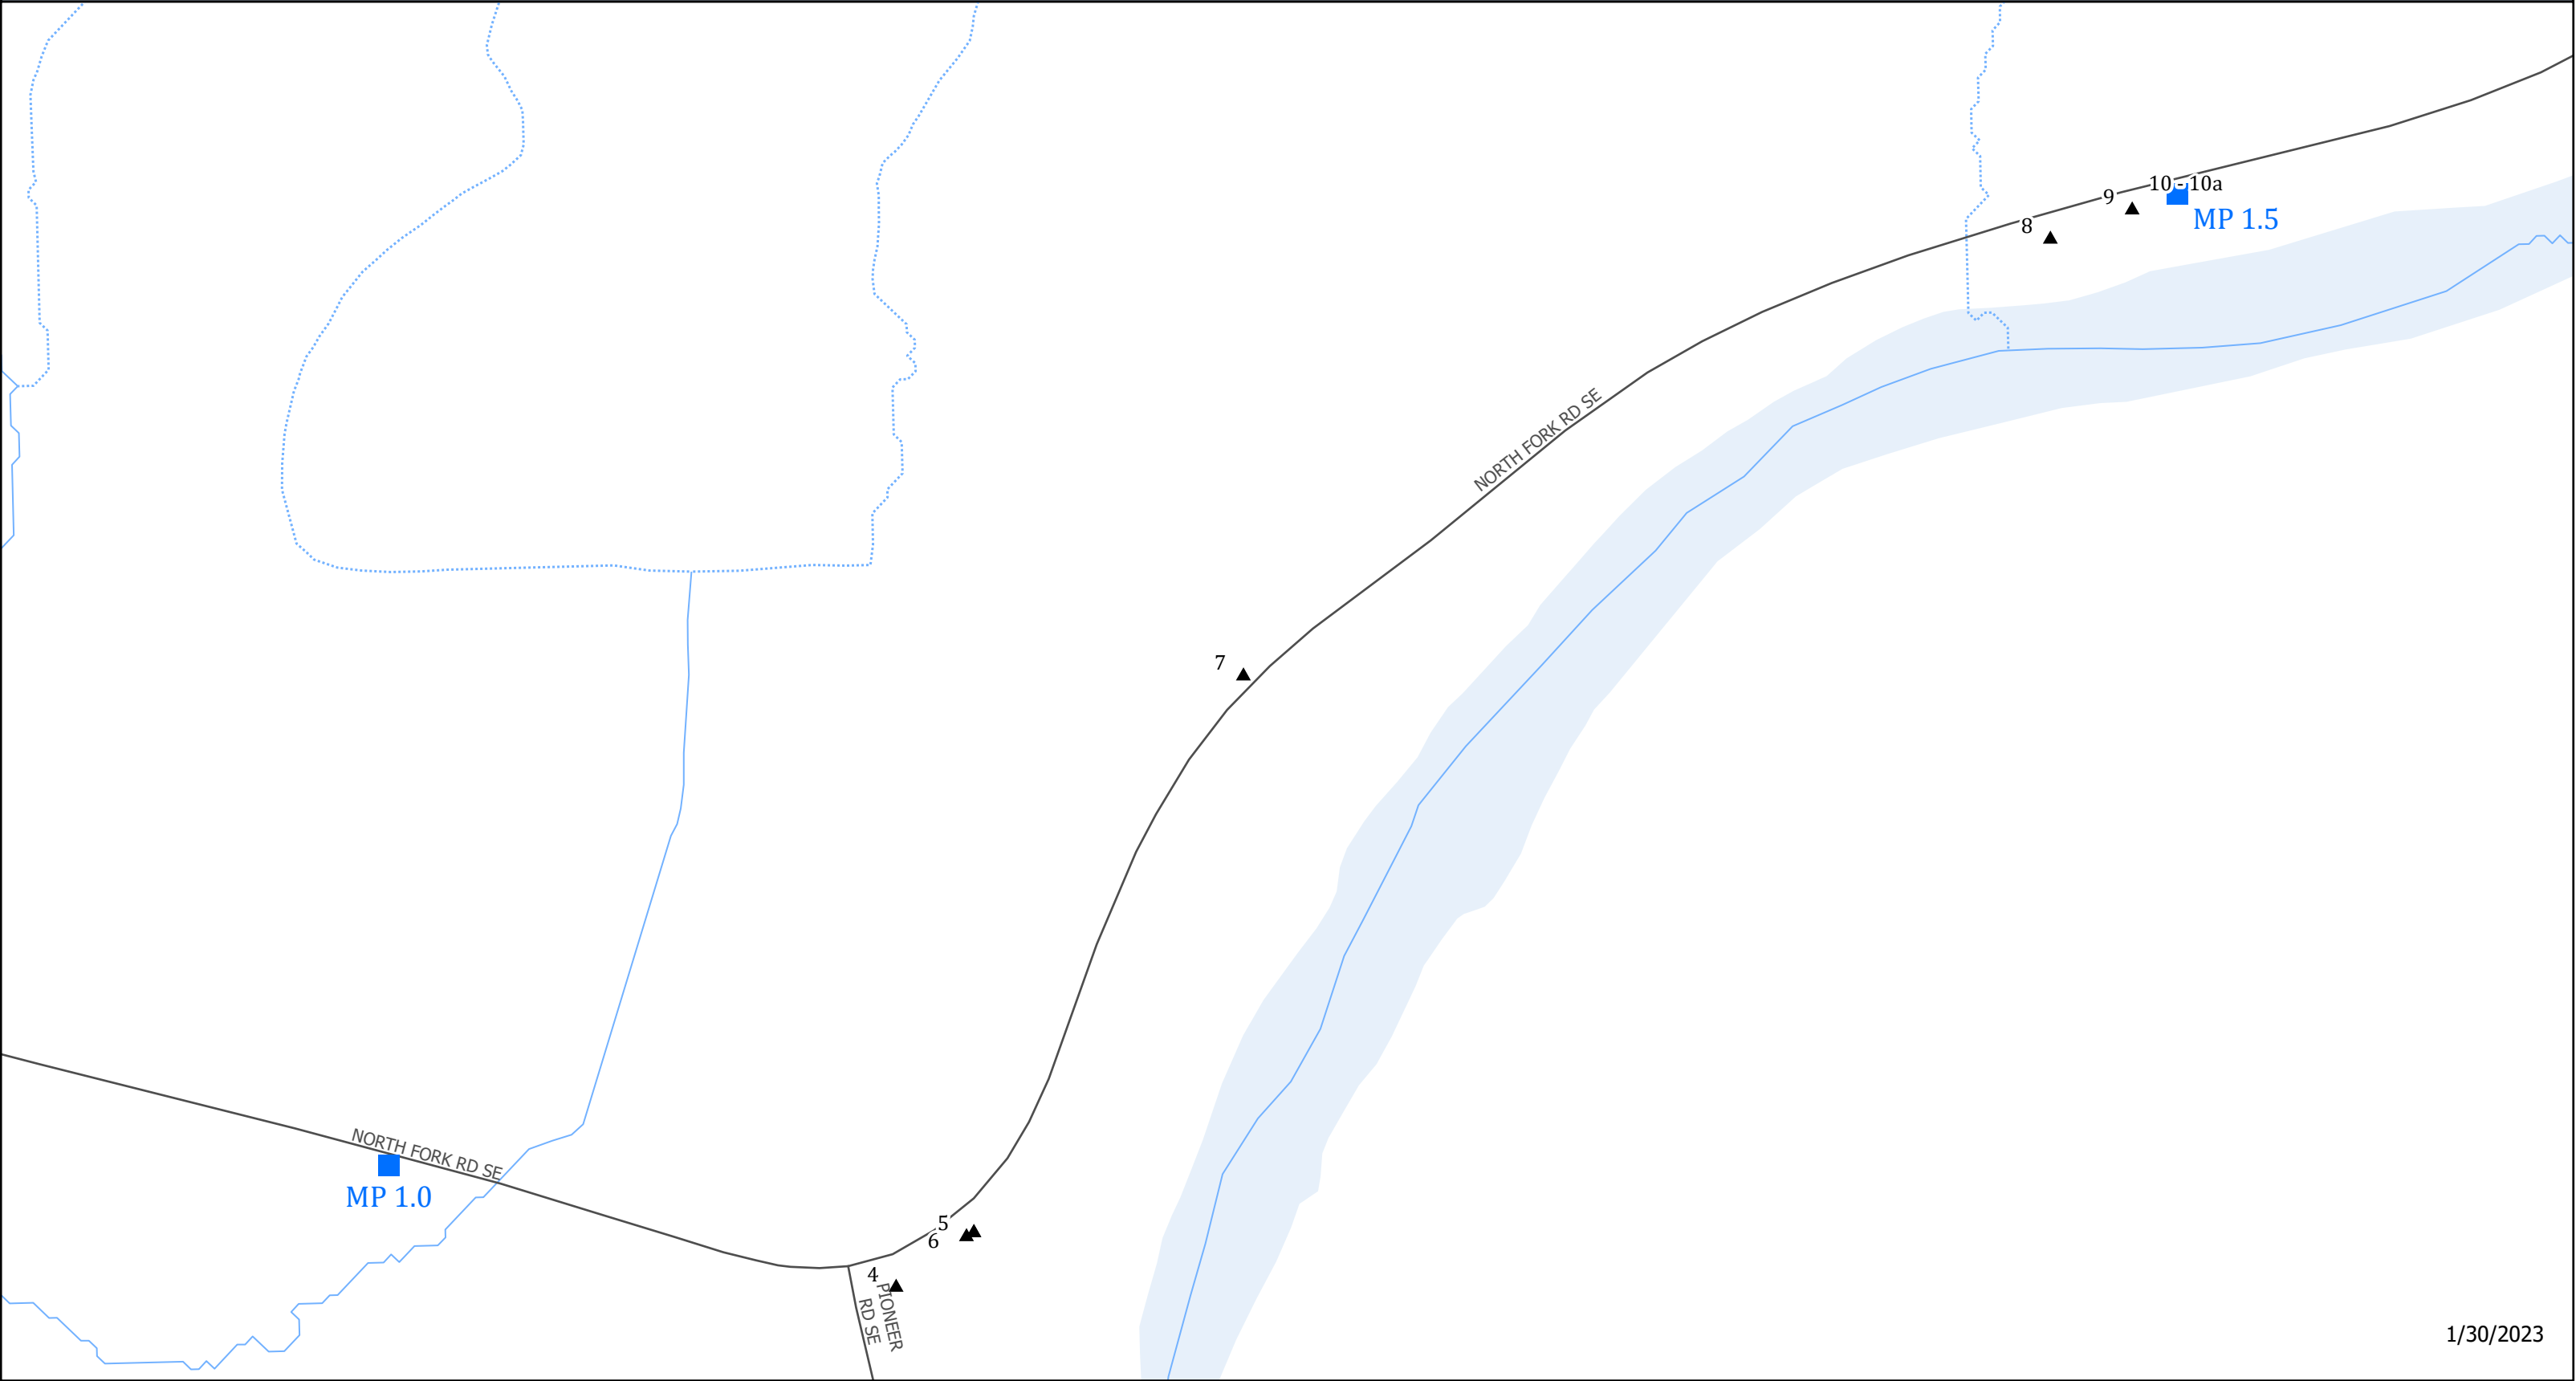 10 - 10a
9
MP 1.5
8
NORTH FORK RD SE
7
NORTH FORK RD SE
MP 1.0
5
6
4
PIONEER
RD SE
1/30/2023